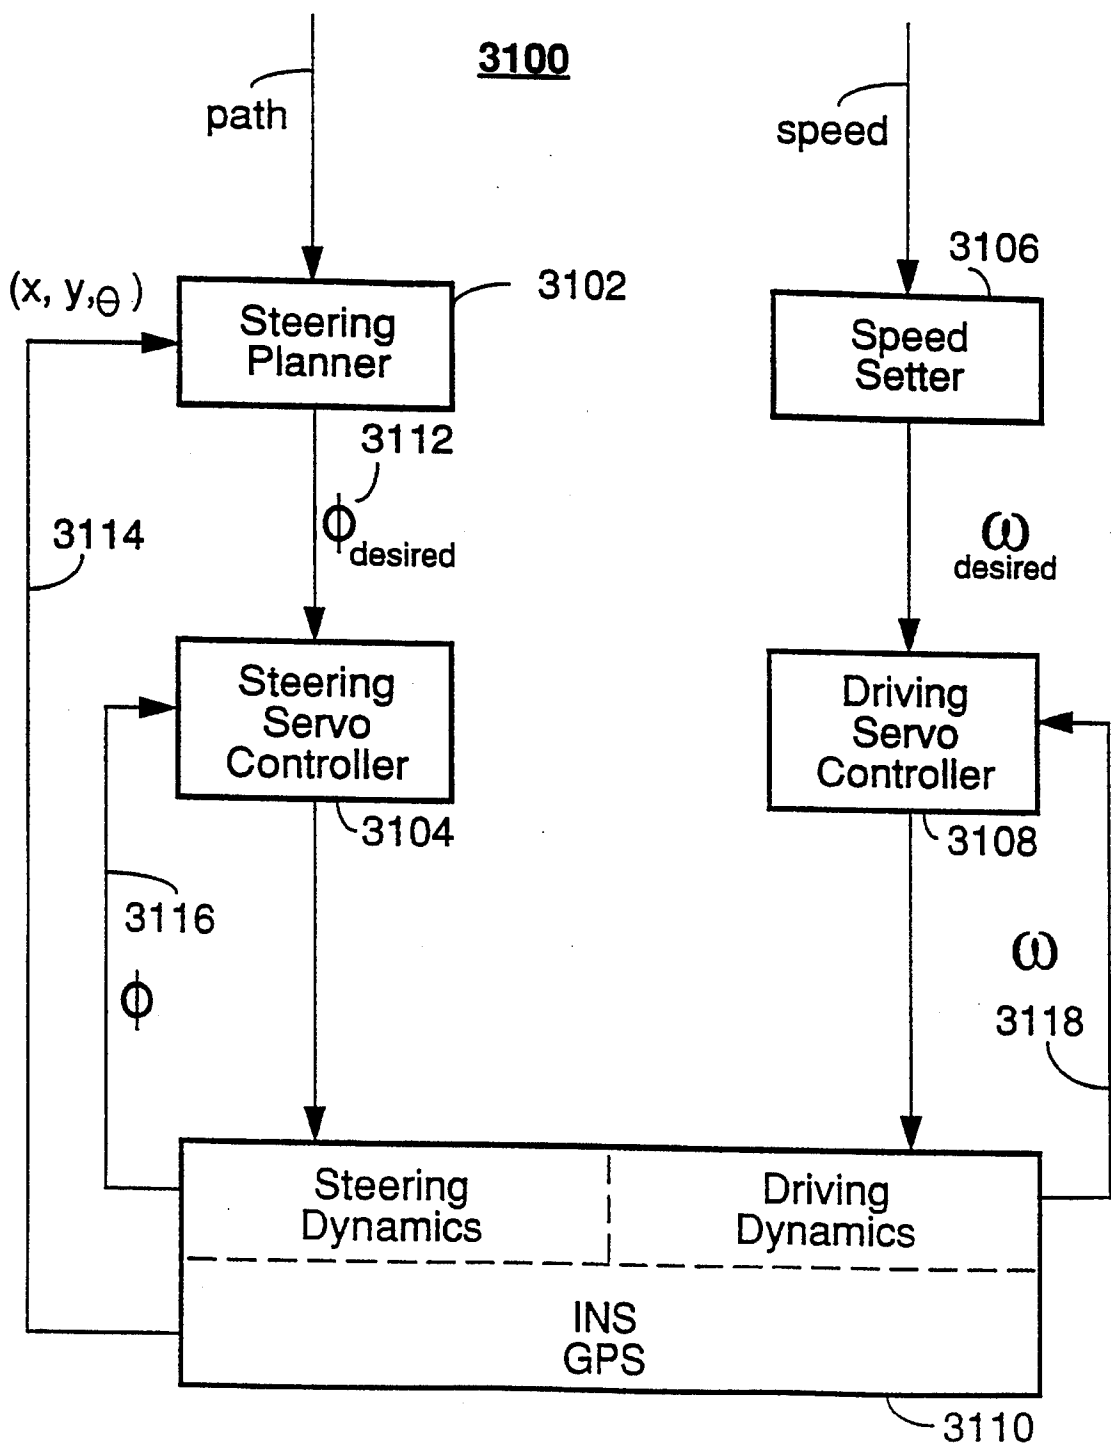 3100
path
speed
3106
(x, y,θ )
3102
Steering
Planner
Speed
Setter
3112
ϕ
desired
3114
ω
desired
Steering
Servo
Controller
Driving
Servo
Controller
3104
3108
3116
ϕ
ω
3118
Steering
Dynamics
Driving
Dynamics
INS
GPS
3110